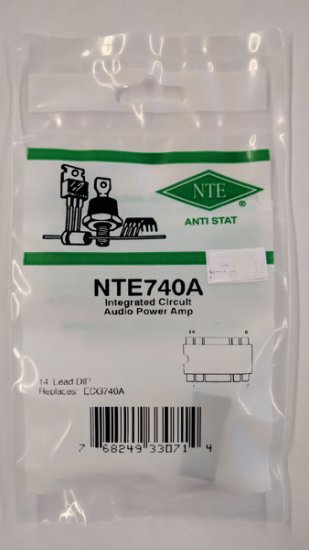 NTE
ANTI STAT
NTE740A
Integrated Circuit
Audio Power Amp
14 8
14 Lead DIP
Replaces: ECG740A
7 68249 33071 4